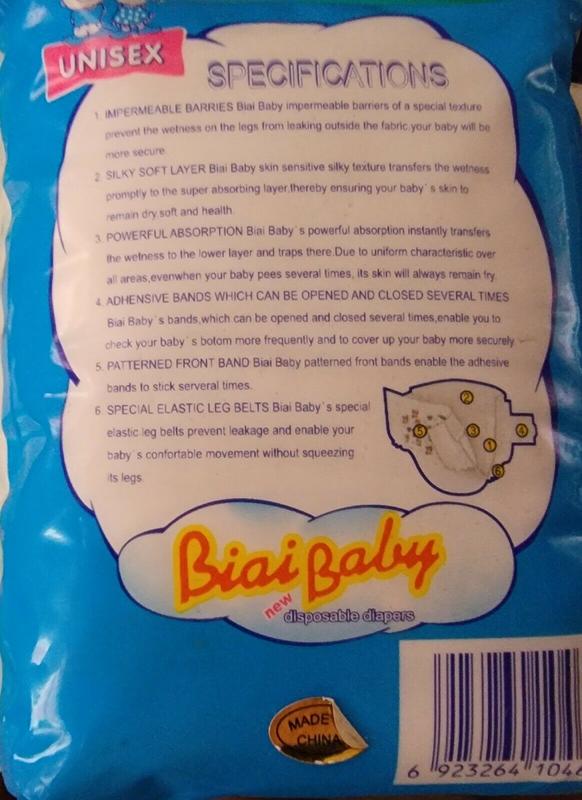 UNISEX
SPECIFICATIONS
1. IMPERMEABLE BARRIES Biai Baby impermeable barriers of a special texture
prevent the wetness on the legs from leaking outside the fabric,your baby will be
more secure.
2. SILKY SOFT LAYER Biai Baby skin sensitive silky texture transfers the wetness
promptly to the super absorbing layer,thereby ensuring your baby's skin to
remain dry,soft and health.
3. POWERFUL ABSORPTION Biai Baby's powerful absorption instantly transfers
the wetness to the lower layer and traps there.Due to uniform characteristic over
all areas,evenwhen your baby pees several times, its skin will always remain fry.
4. ADHENSIVE BANDS WHICH CAN BE OPENED AND CLOSED SEVERAL TIMES
Biai Baby's bands,which can be opened and closed several times,enable you to
check your baby's botom more frequently and to cover up your baby more securely
5. PATTERNED FRONT BAND Biai Baby patterned front bands enable the adhesive
bands to stick serveral times.
6 SPECIAL ELASTIC LEG BELTS Biai Baby's special
elastic leg belts prevent leakage and enable your
baby's confortable movement without squeezing
its legs.
2
5 3 4
1
6
Biai Baby
new
disposable diapers
MADE
CHINA
6 923264 104